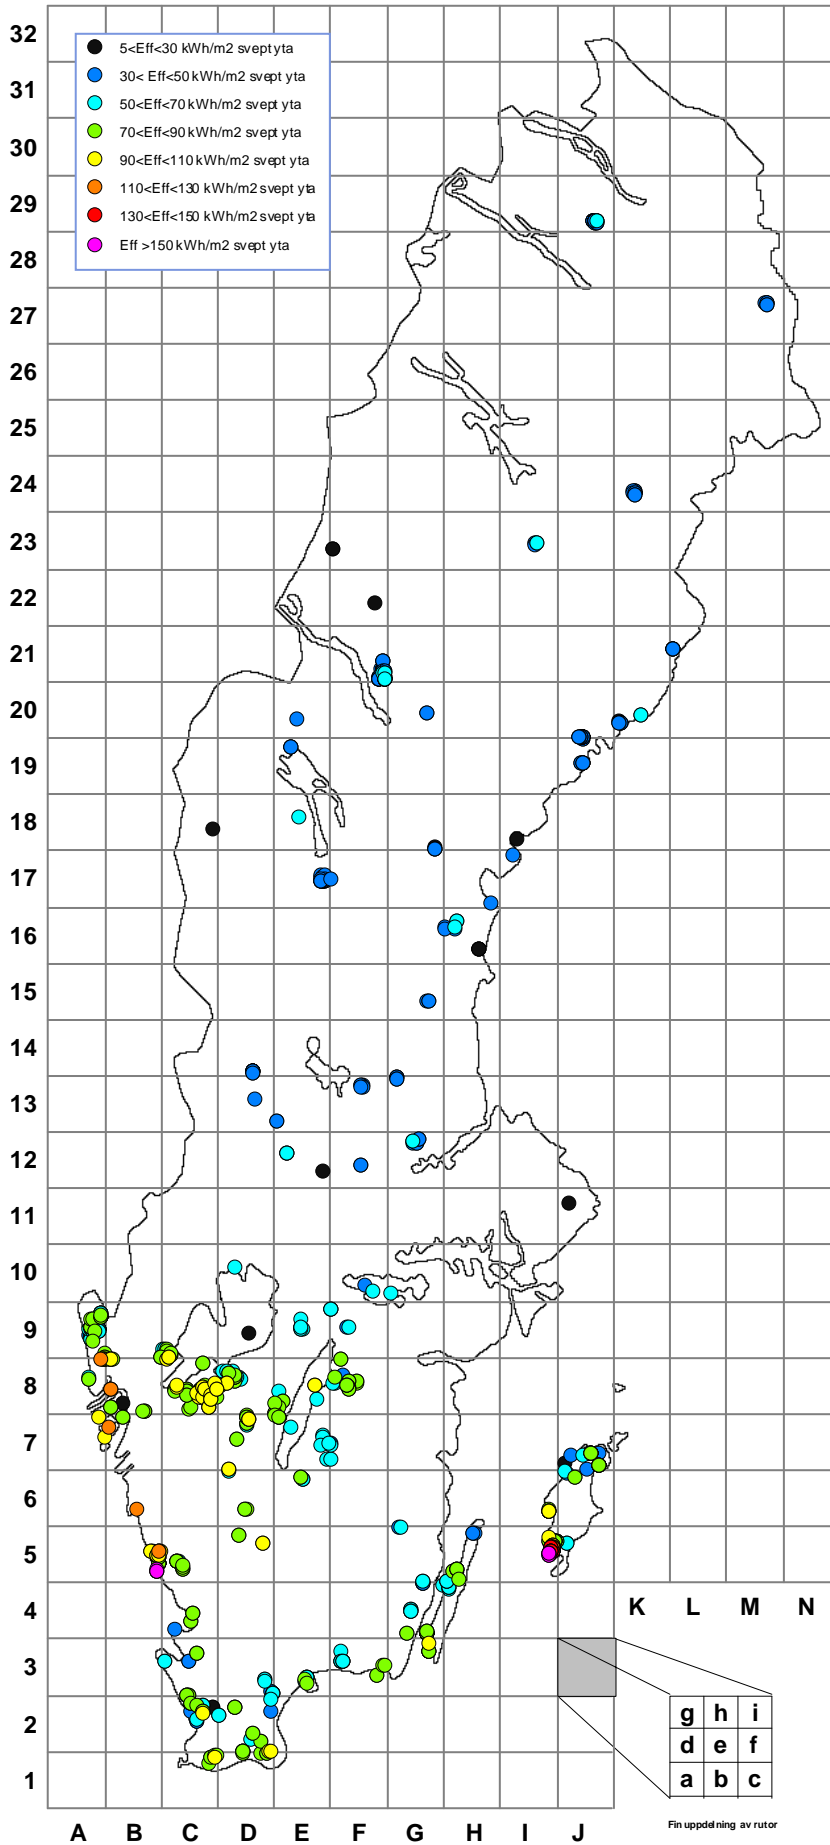 32
5<Eff<30 kWh/m2 svept yta
30< Eff<50 kWh/m2 svept yta
50<Eff<70 kWh/m2 svept yta
70<Eff<90 kWh/m2 svept yta
90<Eff<110 kWh/m2 svept yta
110<Eff<130 kWh/m2 svept yta
130<Eff<150 kWh/m2 svept yta
Eff >150 kWh/m2 svept yta
31
30
29
28
27
26
25
24
23
22
21
20
19
18
17
16
15
14
13
12
11
10
9
8
7
6
5
4
K L M N
3
2
g h i
d e f
a b c
1
Fin uppdelning av rutor
A B C D E F G H I J